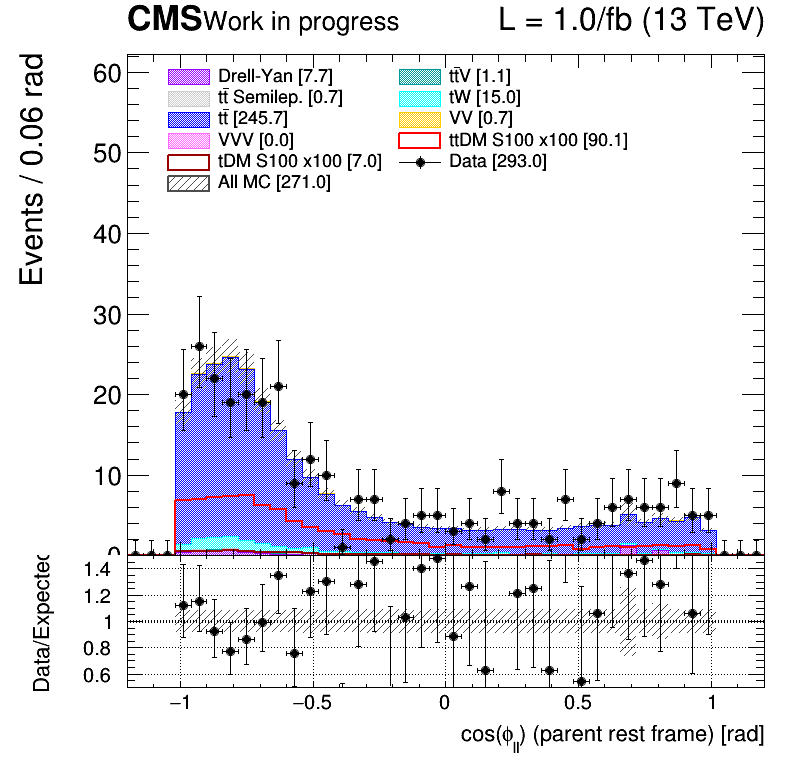 CMS Work in progress L = 1.0/fb (13 TeV)
Events / 0.06 rad
60
50
40
30
20
10
0
Drell-Yan [7.7]
tt̄ Semilep. [0.7]
tt̄ [245.7]
VVV [0.0]
tDM S100 x100 [7.0]
All MC [271.0]
tt̄V [1.1]
tW [15.0]
VV [0.7]
ttDM S100 x100 [90.1]
Data [293.0]
Data/Expected
1.4
1.2
1
0.8
0.6
−1 −0.5 0 0.5 1
cos(ϕ_ll) (parent rest frame) [rad]